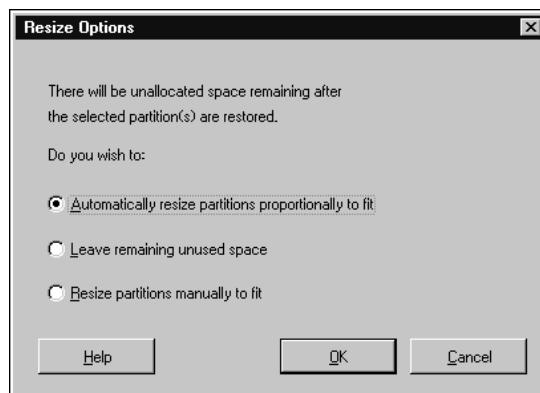 Resize Options
There will be unallocated space remaining after
the selected partition(s) are restored.
Do you wish to:
Automatically resize partitions proportionally to fit
Leave remaining unused space
Resize partitions manually to fit
Help OK Cancel